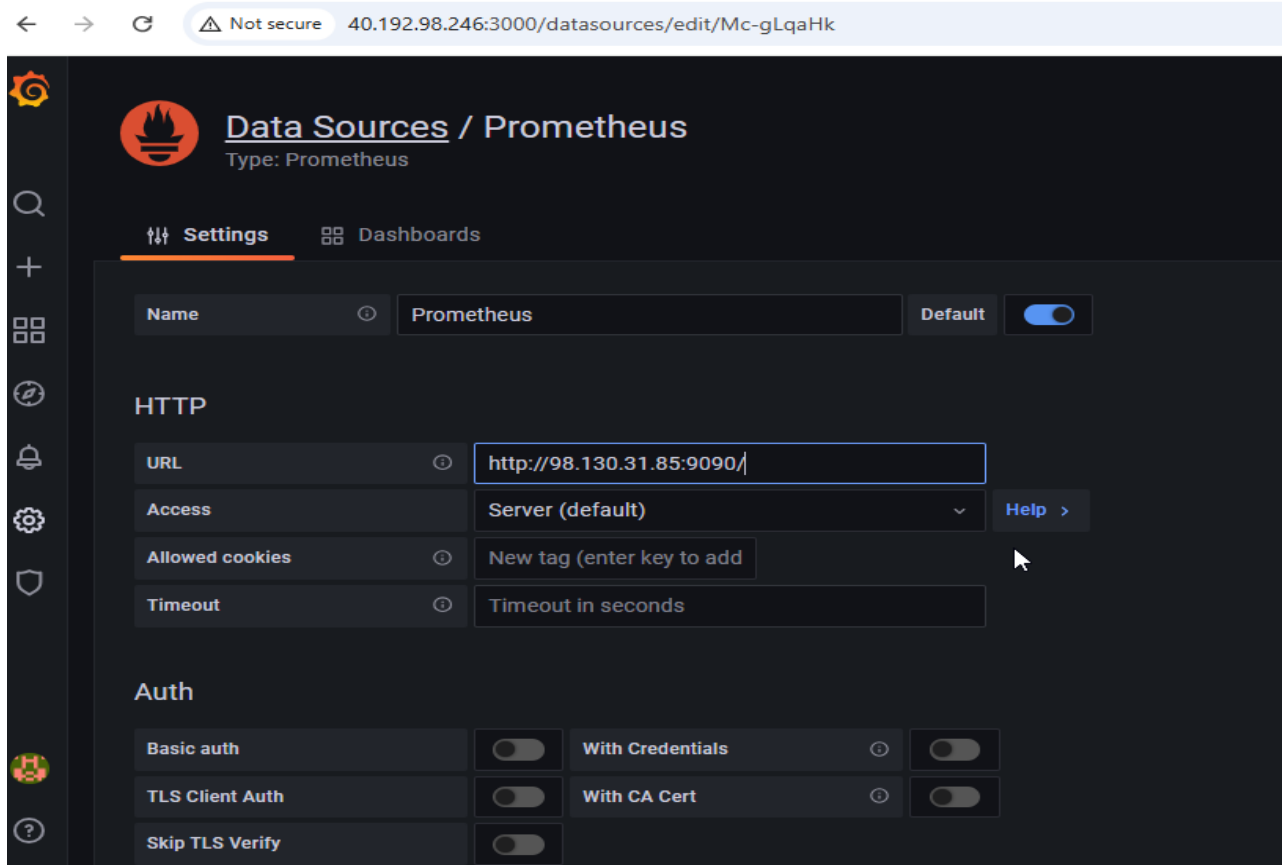 Not secure 40.192.98.246:3000/datasources/edit/Mc-gLqaHk
Data Sources / Prometheus
Type: Prometheus
Settings Dashboards
Name Prometheus Default
HTTP
URL http://98.130.31.85:9090/
Access Server (default) Help >
Allowed cookies New tag (enter key to add
Timeout Timeout in seconds
Auth
Basic auth With Credentials
TLS Client Auth With CA Cert
Skip TLS Verify